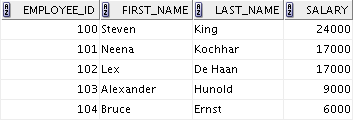 EMPLOYEE_ID FIRST_NAME LAST_NAME SALARY
100 Steven King 24000
101 Neena Kochhar 17000
102 Lex De Haan 17000
103 Alexander Hunold 9000
104 Bruce Ernst 6000